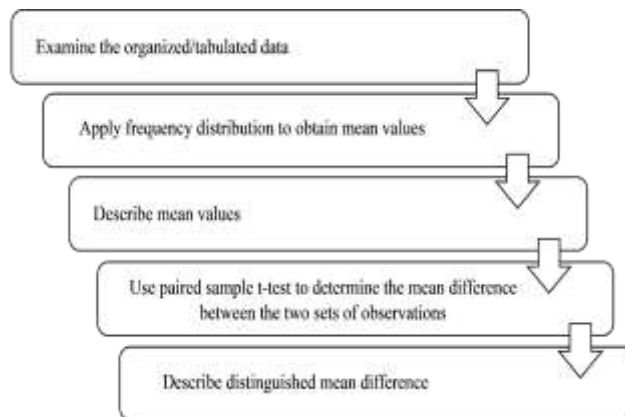 Examine the organized/tabulated data
Apply frequency distribution to obtain mean values
Describe mean values
Use paired sample t-test to determine the mean difference
between the two sets of observations
Describe distinguished mean difference